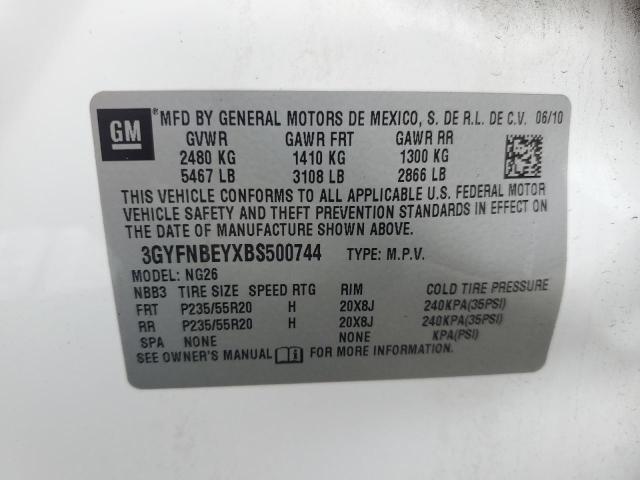 GM ® MFD BY GENERAL MOTORS DE MEXICO, S. DE R.L. DE C.V. 06/10
GVWR GAWR FRT GAWR RR
2480 KG 1410 KG 1300 KG
5467 LB 3108 LB 2866 LB
THIS VEHICLE CONFORMS TO ALL APPLICABLE U.S. FEDERAL MOTOR
VEHICLE SAFETY AND THEFT PREVENTION STANDARDS IN EFFECT ON
THE DATE OF MANUFACTURE SHOWN ABOVE.
3GYFNBEYXBS500744 TYPE: M.P.V.
MODEL: NG26
NBB3 TIRE SIZE SPEED RTG RIM COLD TIRE PRESSURE
FRT P235/55R20 H 20X8J 240KPA(35PSI)
RR P235/55R20 H 20X8J 240KPA(35PSI)
SPA NONE NONE KPA(PSI)
SEE OWNER'S MANUAL FOR MORE INFORMATION.